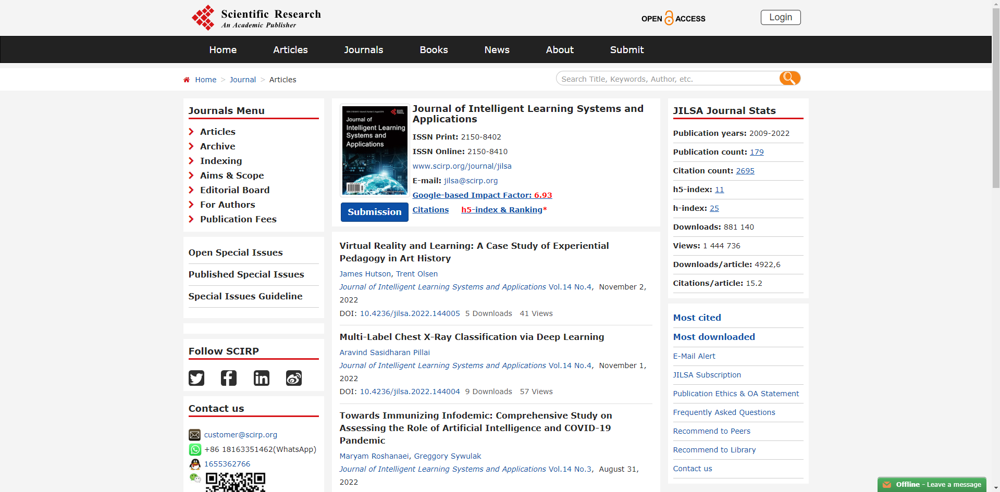 Scientific Research
An Academic Publisher
OPEN ACCESS
Login
Home
Articles
Journals
Books
News
About
Submit
Home > Journal > Articles
Search Title, Keywords, Author, etc.
Journals Menu
Articles
Archive
Indexing
Aims & Scope
Editorial Board
For Authors
Publication Fees
Open Special Issues
Published Special Issues
Special Issues Guideline
Follow SCIRP
Contact us
customer@scirp.org
+86 18163351462(WhatsApp)
1655362766
Journal of
Intelligent Learning
Systems and
Applications
Submission
Journal of Intelligent Learning Systems and
Applications
ISSN Print: 2150-8402
ISSN Online: 2150-8410
www.scirp.org/journal/jilsa
E-mail: jilsa@scirp.org
Google-based Impact Factor: 6.93
Citations h5-index & Ranking*
Virtual Reality and Learning: A Case Study of Experiential
Pedagogy in Art History
James Hutson, Trent Olsen
Journal of Intelligent Learning Systems and Applications Vol.14 No.4, November 2,
2022
DOI: 10.4236/jilsa.2022.144005 5 Downloads 41 Views
Multi-Label Chest X-Ray Classification via Deep Learning
Aravind Sasidharan Pillai
Journal of Intelligent Learning Systems and Applications Vol.14 No.4, November 1,
2022
DOI: 10.4236/jilsa.2022.144004 9 Downloads 57 Views
Towards Immunizing Infodemic: Comprehensive Study on
Assessing the Role of Artificial Intelligence and COVID-19
Pandemic
Maryam Roshanaei, Greggory Sywulak
Journal of Intelligent Learning Systems and Applications Vol.14 No.3, August 31,
2022
JILSA Journal Stats
Publication years: 2009-2022
Publication count: 179
Citation count: 2695
h5-index: 11
h-index: 25
Downloads: 881 140
Views: 1 444 736
Downloads/article: 4922,6
Citations/article: 15.2
Most cited
Most downloaded
E-Mail Alert
JILSA Subscription
Publication Ethics & OA Statement
Frequently Asked Questions
Recommend to Peers
Recommend to Library
Contact us
Offline - Leave a message